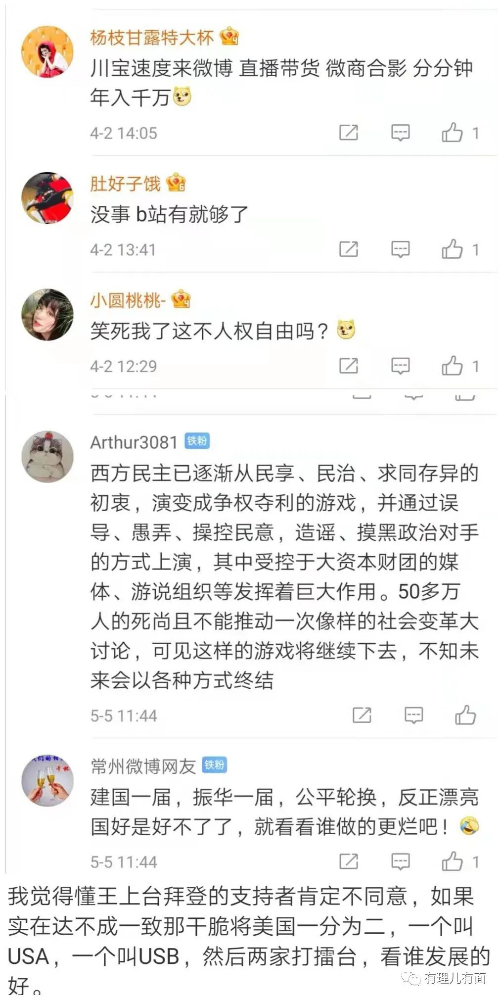 杨枝甘露特大杯
川宝速度来微博 直播带货 微商合影 分分钟
年入千万
4-2 14:05
1
肚好子饿
没事 b站有就够了
4-2 13:41
1
小圆桃桃-
笑死我了这不人权自由吗？
4-2 12:29
1
Arthur3081 铁粉
西方民主已逐渐从民享、民治、求同存异的
初衷，演变成争权夺利的游戏，并通过误
导、愚弄、操控民意，造谣、摸黑政治对手
的方式上演，其中受控于大资本财团的媒
体、游说组织等发挥着巨大作用。50多万
人的死尚且不能推动一次像样的社会变革大
讨论，可见这样的游戏将继续下去，不知未
来会以各种方式终结
5-5 11:44
常州微博网友 铁粉
建国一届，振华一届，公平轮换，反正漂亮
国好是好不了了，就看看谁做的更烂吧！
5-5 11:44
1
我觉得懂王上台拜登的支持者肯定不同意，如果
实在达不成一致那干脆将美国一分为二，一个叫
USA，一个叫USB，然后两家打擂台，看谁发展的
好。
有理儿有面